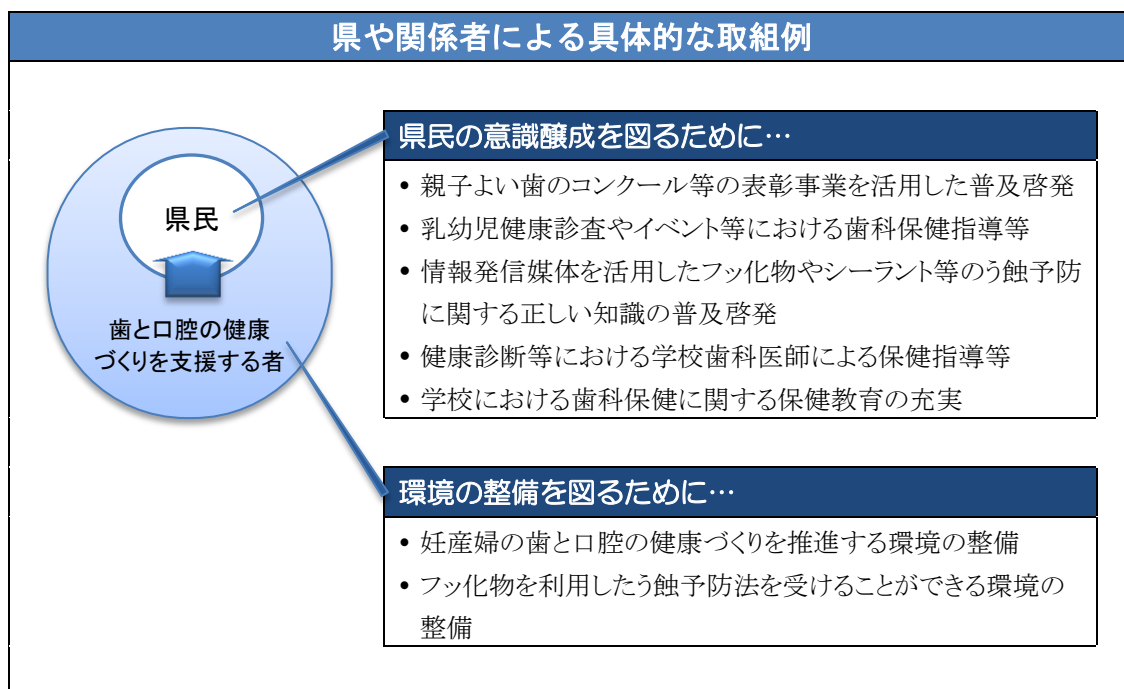 県や関係者による具体的な取組例
県民の意識醸成を図るために…
• 親子よい歯のコンクール等の表彰事業を活用した普及啓発
• 乳幼児健康診査やイベント等における歯科保健指導等
• 情報発信媒体を活用したフッ化物やシーラント等のう蝕予防
に関する正しい知識の普及啓発
• 健康診断等における学校歯科医師による保健指導等
• 学校における歯科保健に関する保健教育の充実
県民
歯と口腔の健康
づくりを支援する者
環境の整備を図るために…
• 妊産婦の歯と口腔の健康づくりを推進する環境の整備
• フッ化物を利用したう蝕予防法を受けることができる環境の
整備